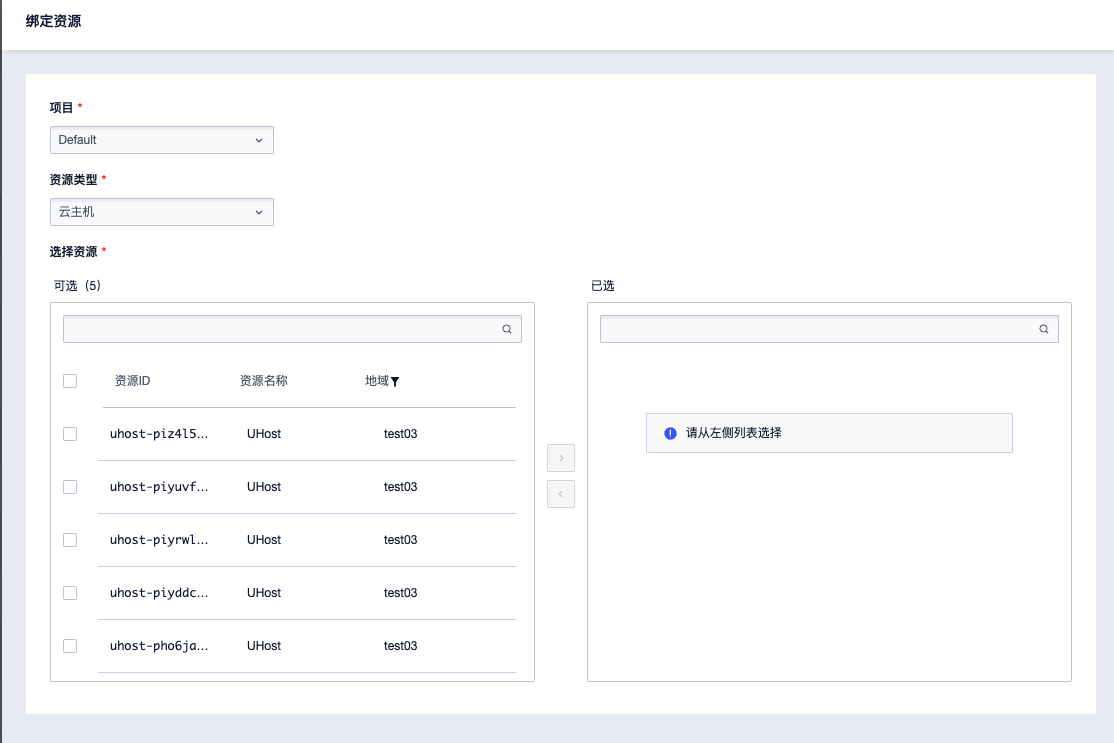 绑定资源
项目 *
Default
资源类型 *
云主机
选择资源 *
可选（5）
已选
资源ID 资源名称 地域
uhost-piz4l5... UHost test03
uhost-piyuvf... UHost test03
uhost-piyrwl... UHost test03
uhost-piyddc... UHost test03
uhost-pho6ja... UHost test03
请从左侧列表选择